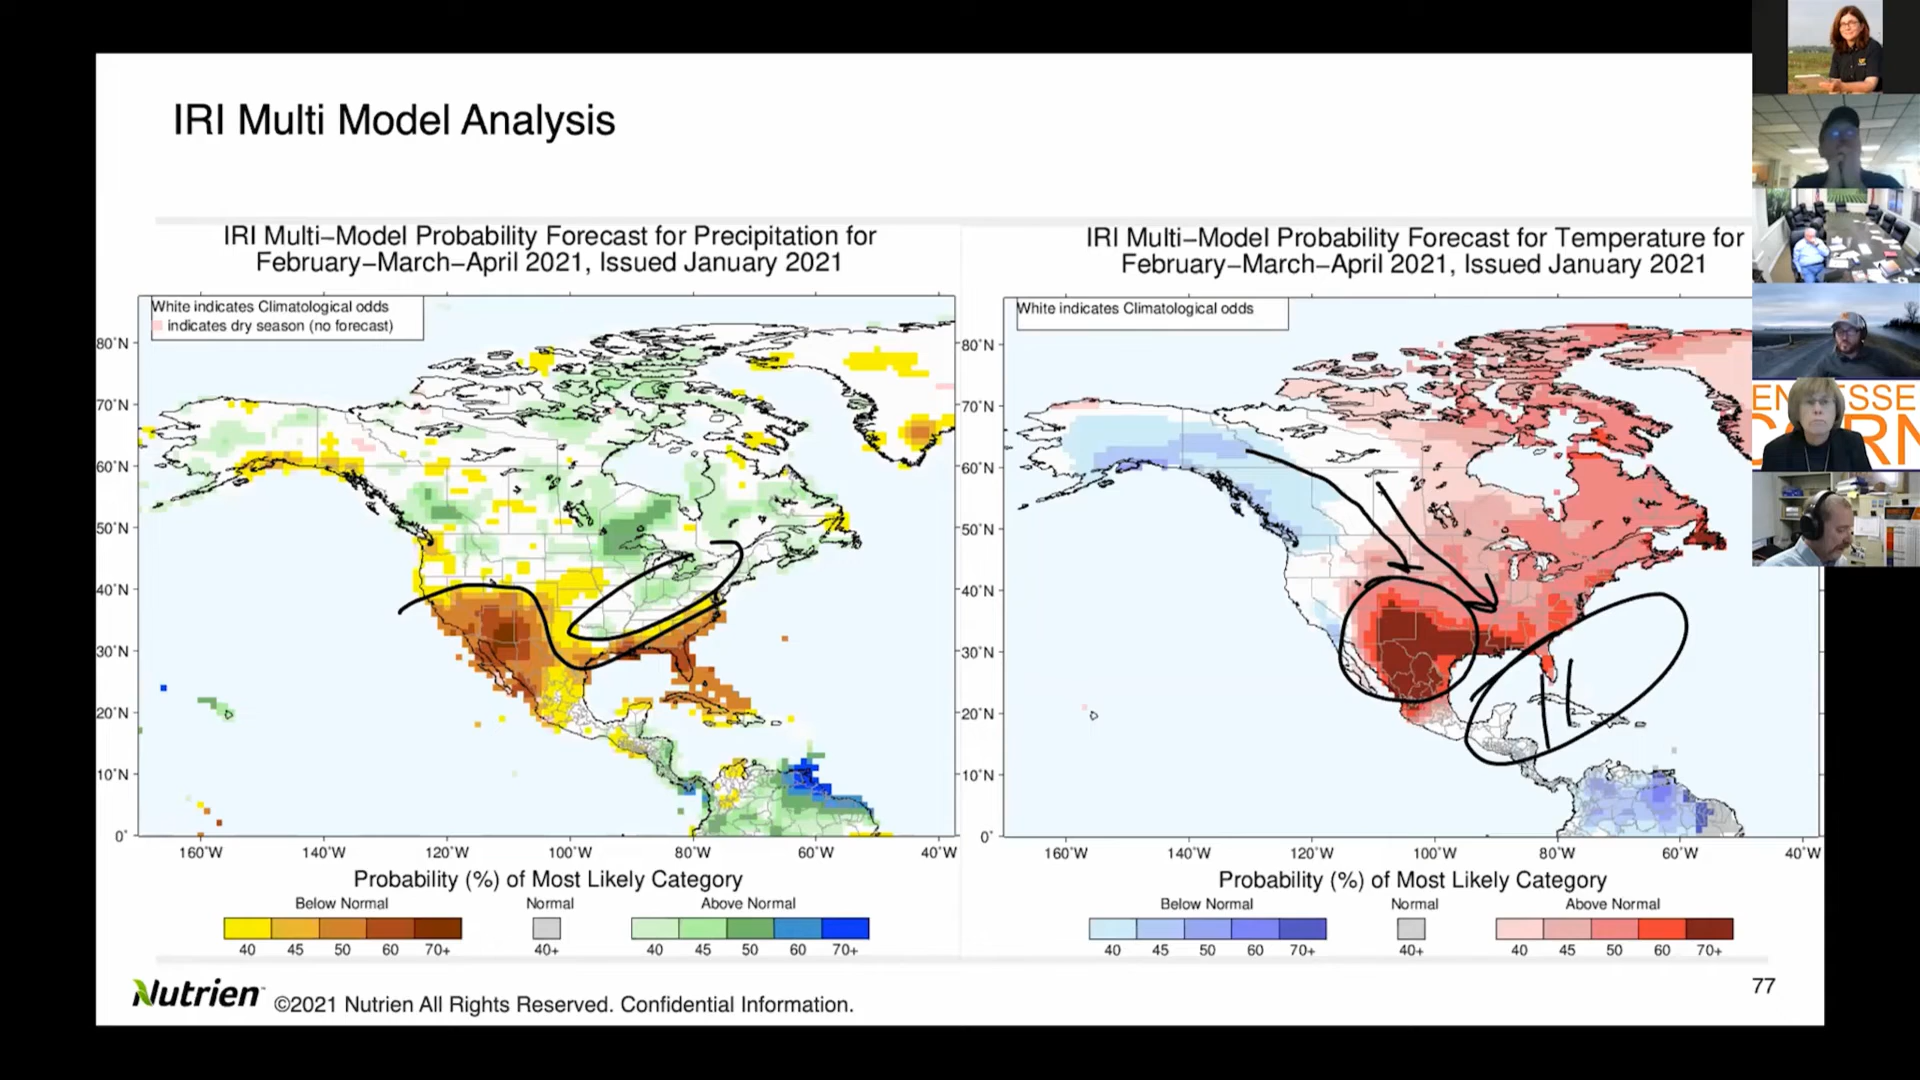 IRI Multi Model Analysis
IRI Multi-Model Probability Forecast for Precipitation for
February-March-April 2021, Issued January 2021
White indicates Climatological odds
indicates dry season (no forecast)
80°N
70°N
60°N
50°N
40°N
30°N
20°N
10°N
0°
160°W 140°W 120°W 100°W 80°W 60°W 40°W
Probability (%) of Most Likely Category
Below Normal Normal Above Normal
40 45 50 60 70+ 40+ 40 45 50 60 70+
IRI Multi-Model Probability Forecast for Temperature for
February-March-April 2021, Issued January 2021
White indicates Climatological odds
80°N
70°N
60°N
50°N
40°N
30°N
20°N
10°N
0°
160°W 140°W 120°W 100°W 80°W 60°W 40°W
Probability (%) of Most Likely Category
Below Normal Normal Above Normal
40 45 50 60 70+ 40+ 40 45 50 60 70+
77
Nutrien ©2021 Nutrien All Rights Reserved. Confidential Information.